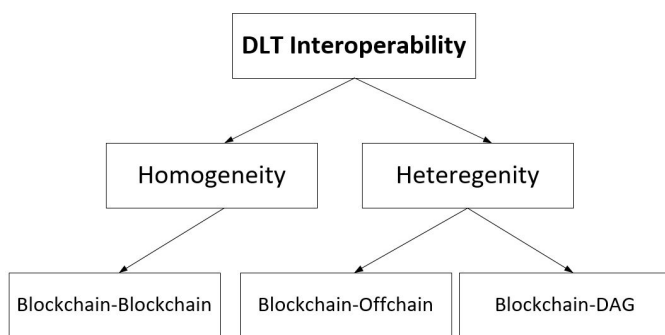 DLT Interoperability
Homogeneity
Heteregenity
Blockchain-Blockchain
Blockchain-Offchain
Blockchain-DAG